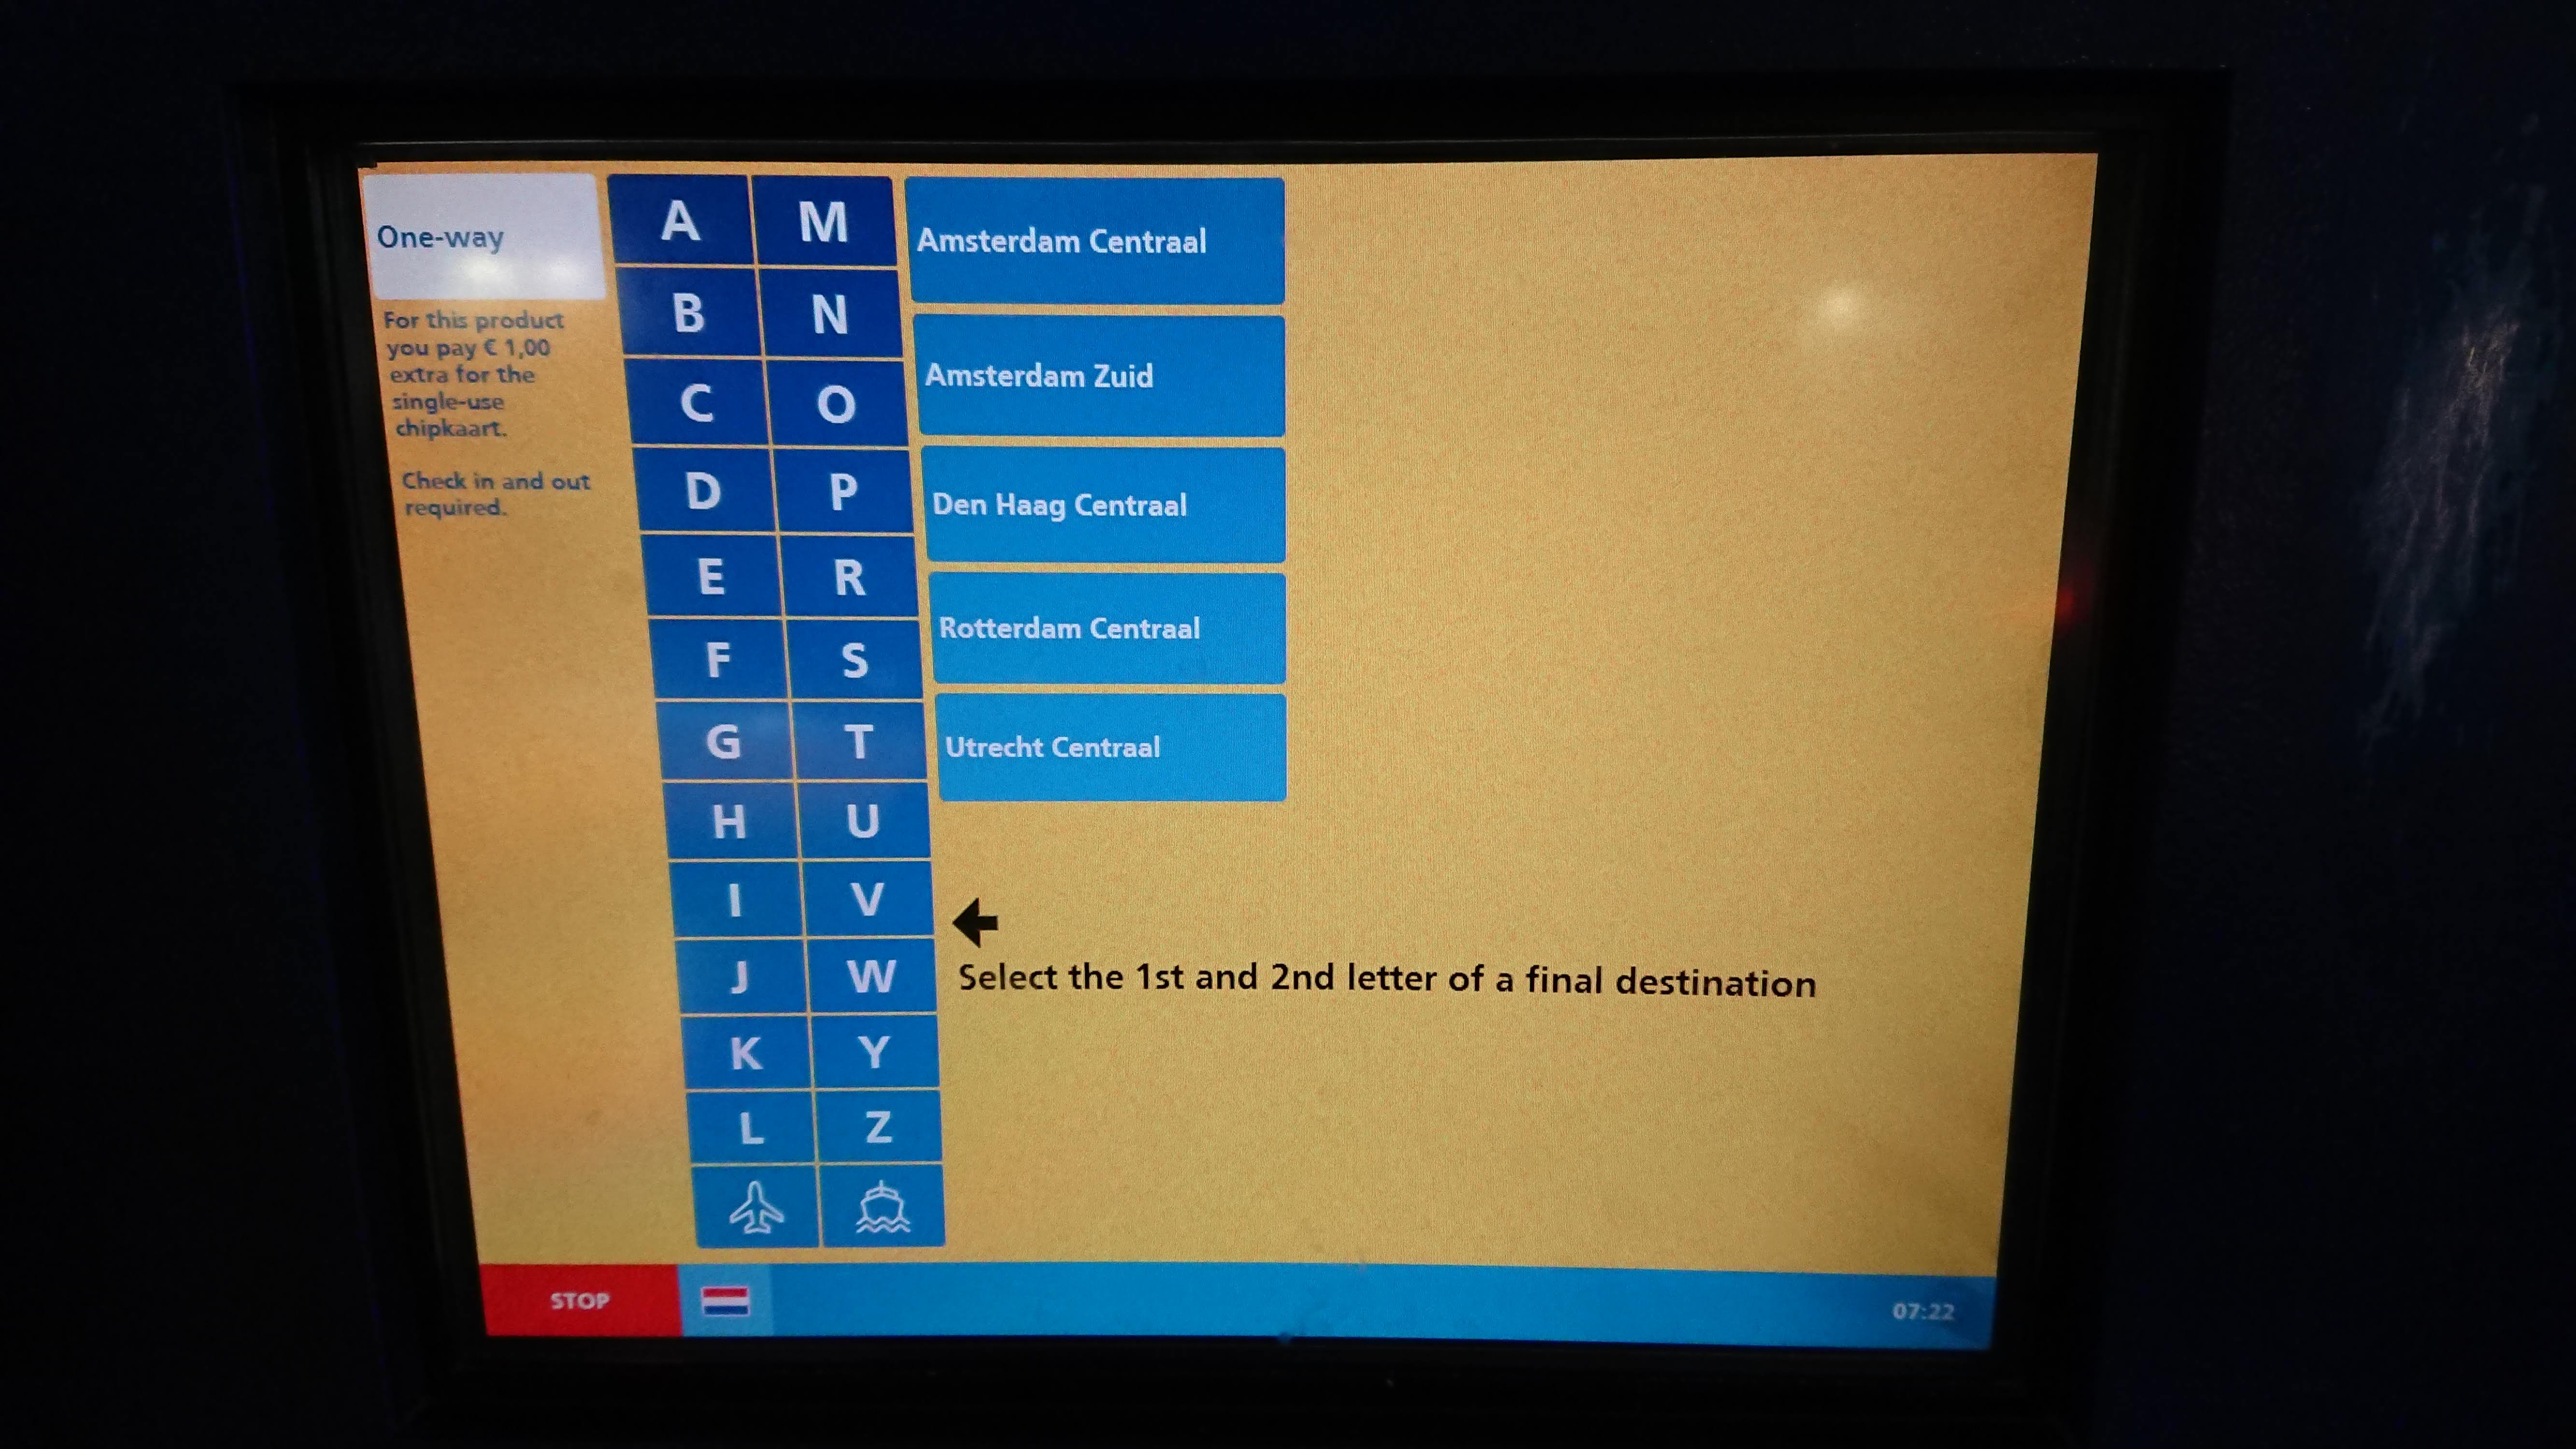 One-way
For this product
you pay € 1,00
extra for the
single-use
chipkaart.
Check in and out
required.
A M
B N
C O
D P
E R
F S
G T
H U
I V
J W
K Y
L Z
Amsterdam Centraal
Amsterdam Zuid
Den Haag Centraal
Rotterdam Centraal
Utrecht Centraal
Select the 1st and 2nd letter of a final destination
STOP
07:22